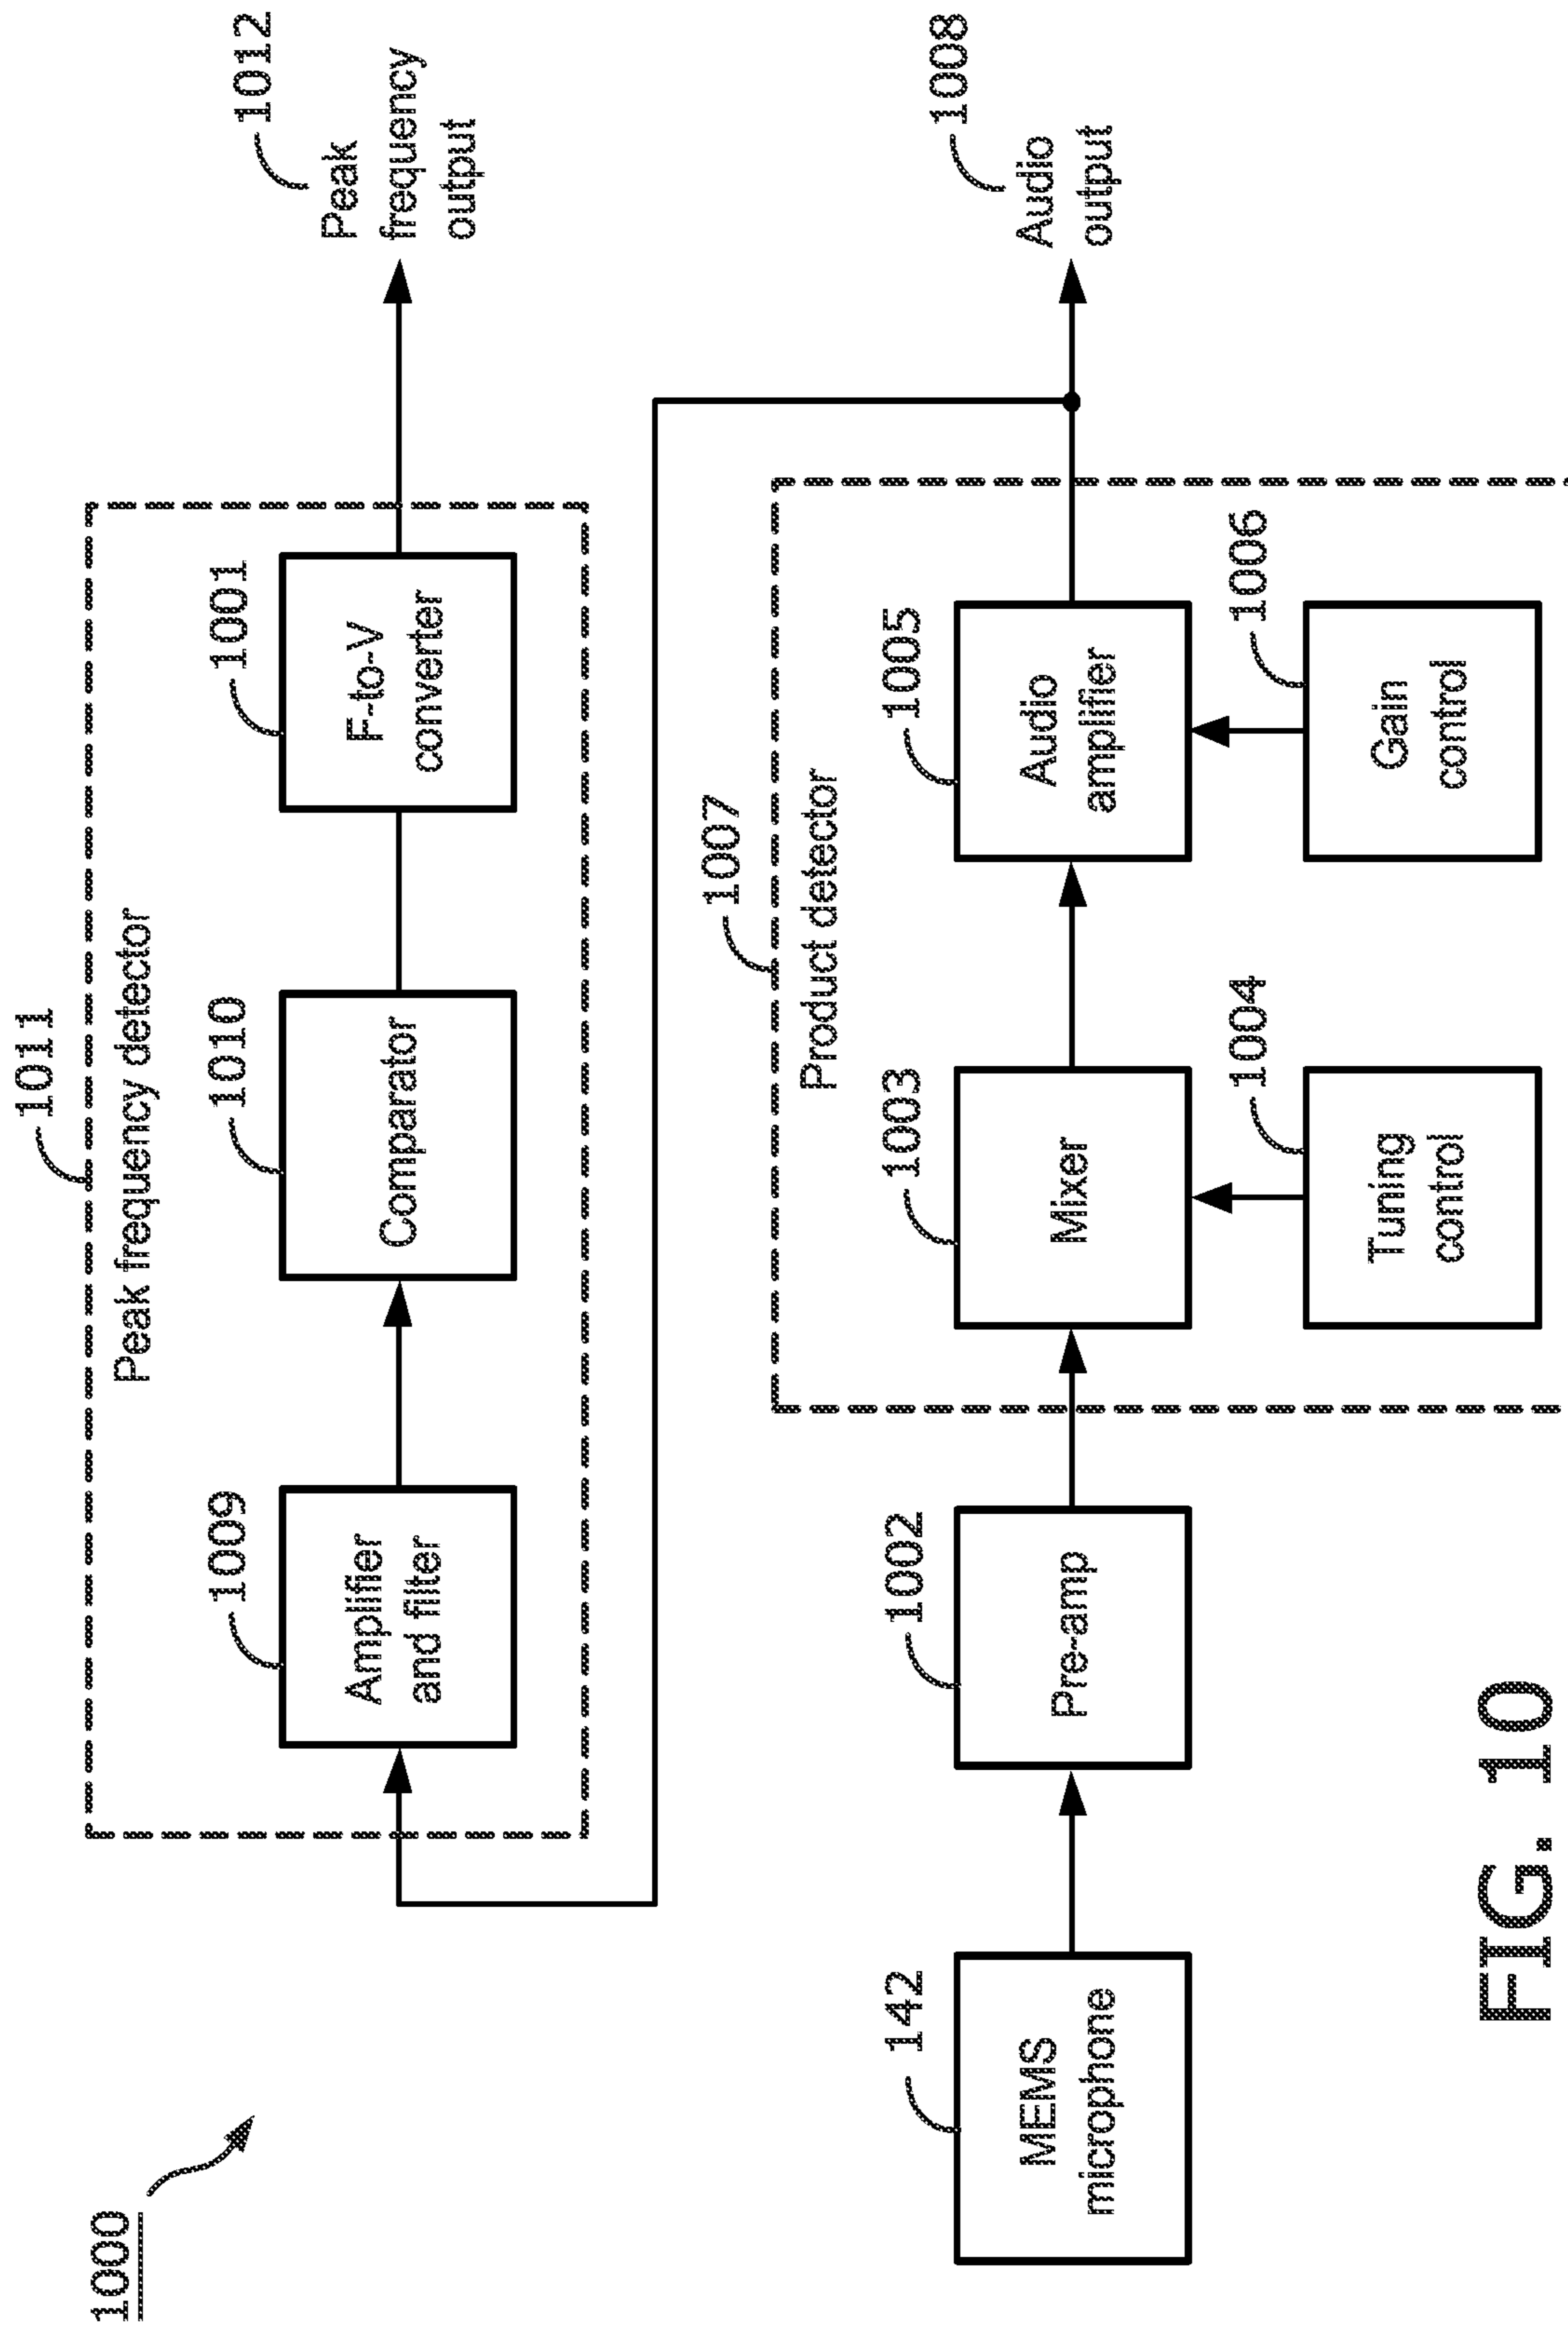 1000
1011
Peak frequency detector
1009
Amplifier
and filter
1010
Comparator
1001
F-to-V
converter
1012
Peak
frequency
output
1007
Product detector
142
MEMS
microphone
1002
Pre-amp
1003
Mixer
1004
Tuning
control
1005
Audio
amplifier
1006
Gain
control
1008
Audio
output
FIG. 10